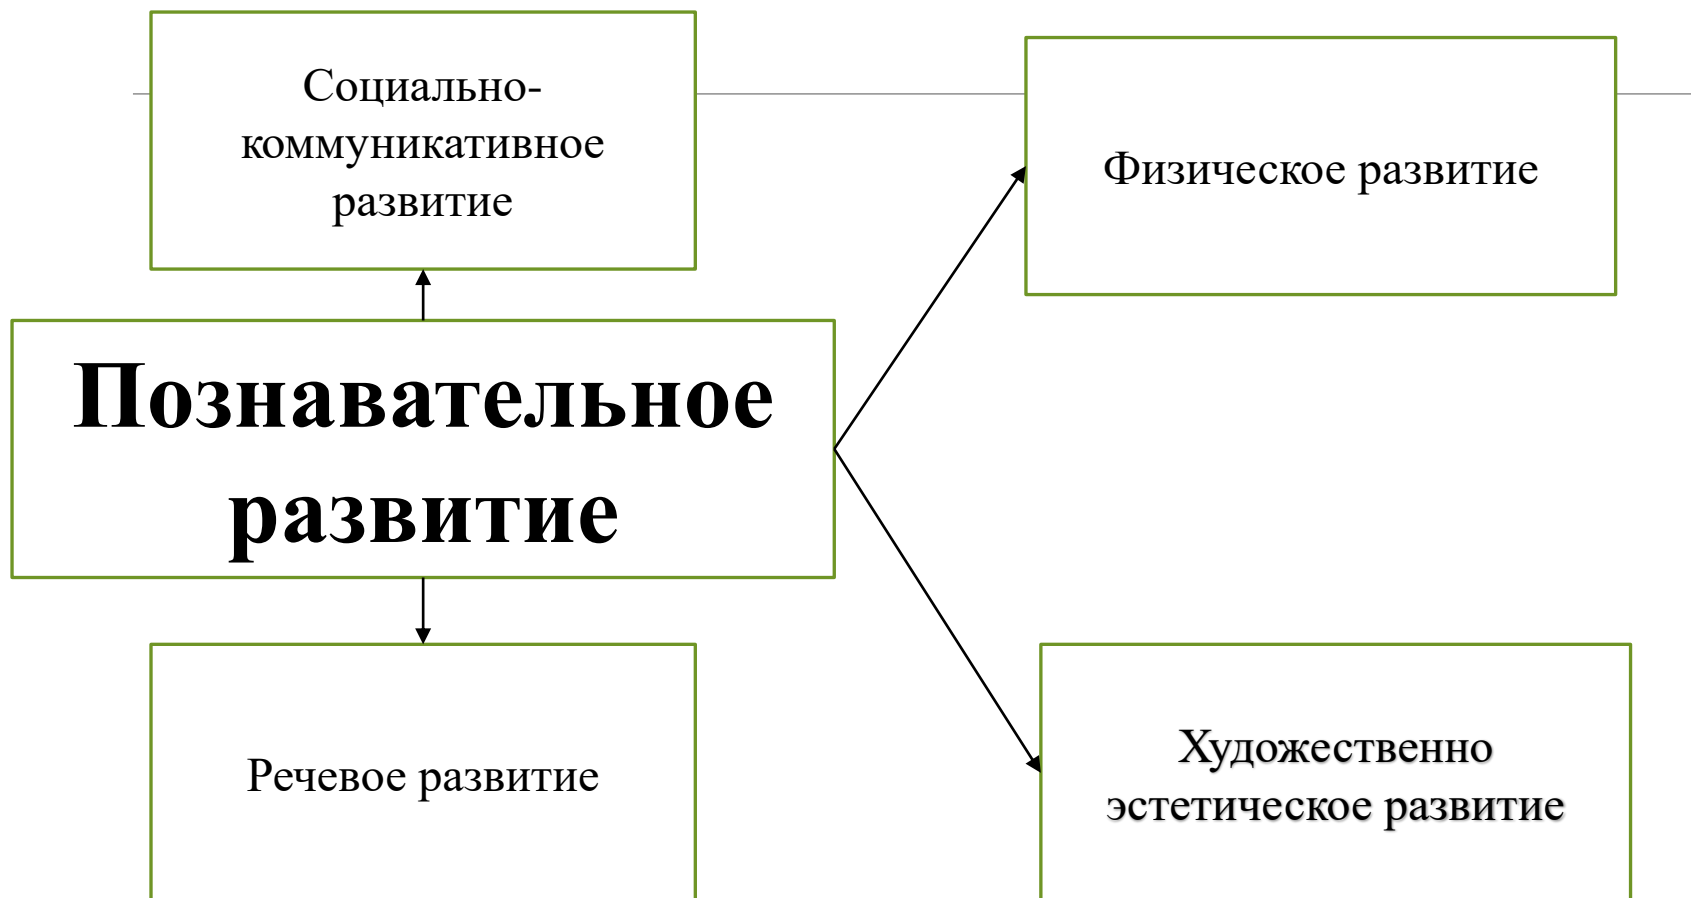 Социально-
коммуникативное
развитие
Физическое развитие
Познавательное
развитие
Речевое развитие
Художественно
эстетическое развитие